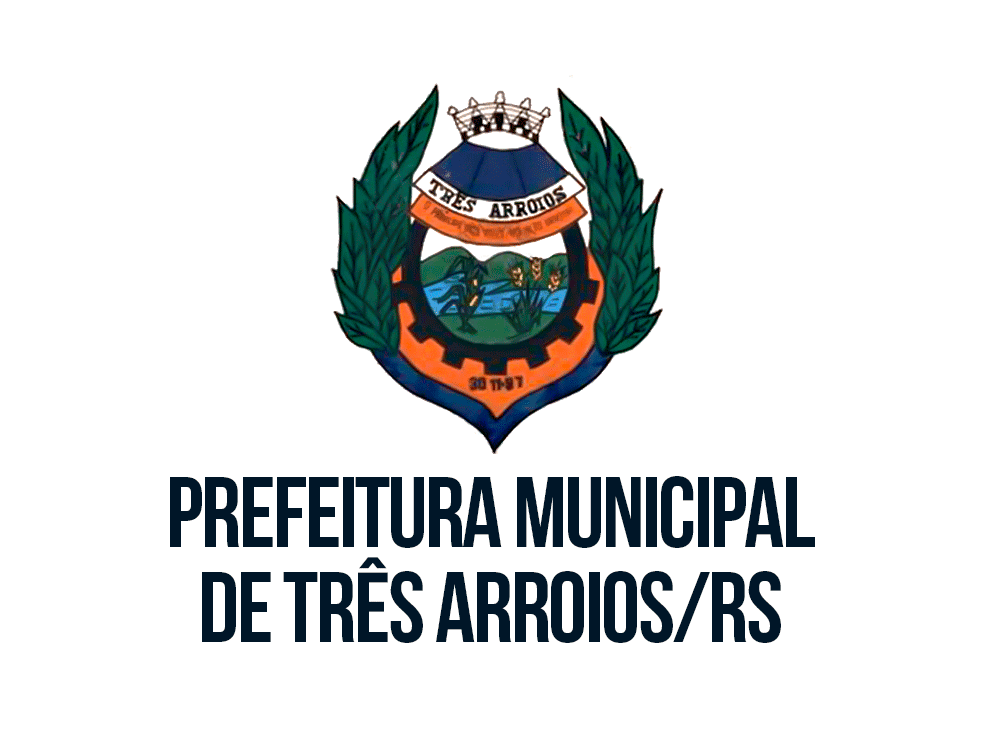 TRÊS ARROIOS
30 11-87
PREFEITURA MUNICIPAL
DE TRÊS ARROIOS/RS